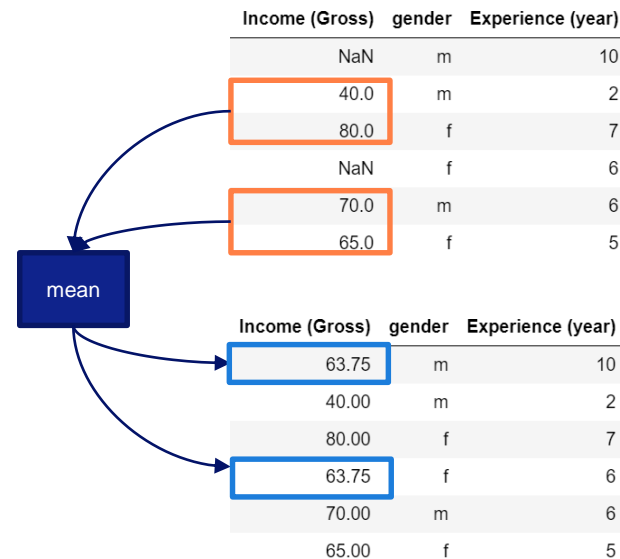 Income (Gross) gender Experience (year)
NaN m 10
40.0 m 2
80.0 f 7
NaN f 6
70.0 m 6
65.0 f 5
mean
Income (Gross) gender Experience (year)
63.75 m 10
40.00 m 2
80.00 f 7
63.75 f 6
70.00 m 6
65.00 f 5